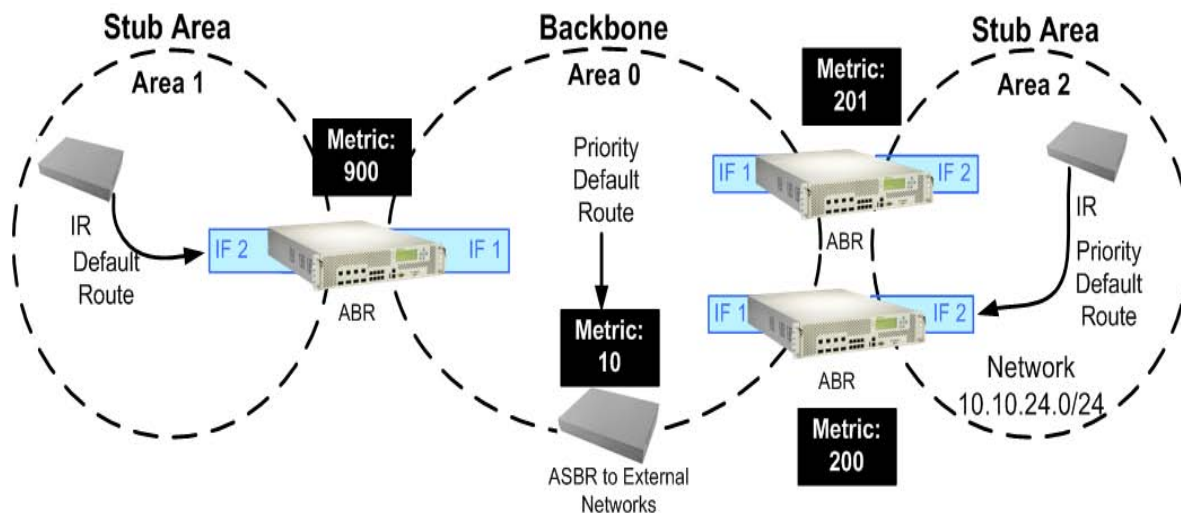 Stub Area
Area 1
IR
Default
Route
Metric:
900
IF 2
IF 1
ABR
Backbone
Area 0
Priority
Default
Route
Metric:
10
ASBR to External
Networks
Metric:
201
IF 1
IF 2
ABR
IF 1
IF 2
ABR
Metric:
200
Stub Area
Area 2
IR
Priority
Default
Route
Network
10.10.24.0/24